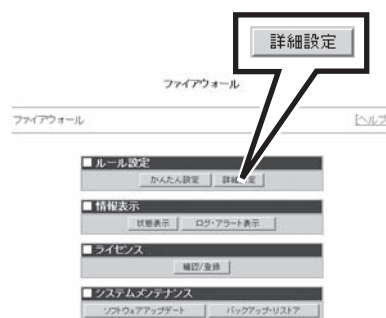 詳細設定
ファイアウォール
ファイアウォール [ヘルプ
■ ルール設定
かんたん設定 詳細設定
■ 情報表示
状態表示 ログ・アラート表示
■ ライセンス
確認/登録
■ システムメンテナンス
ソフトウェアアップデート バックアップ・リストア